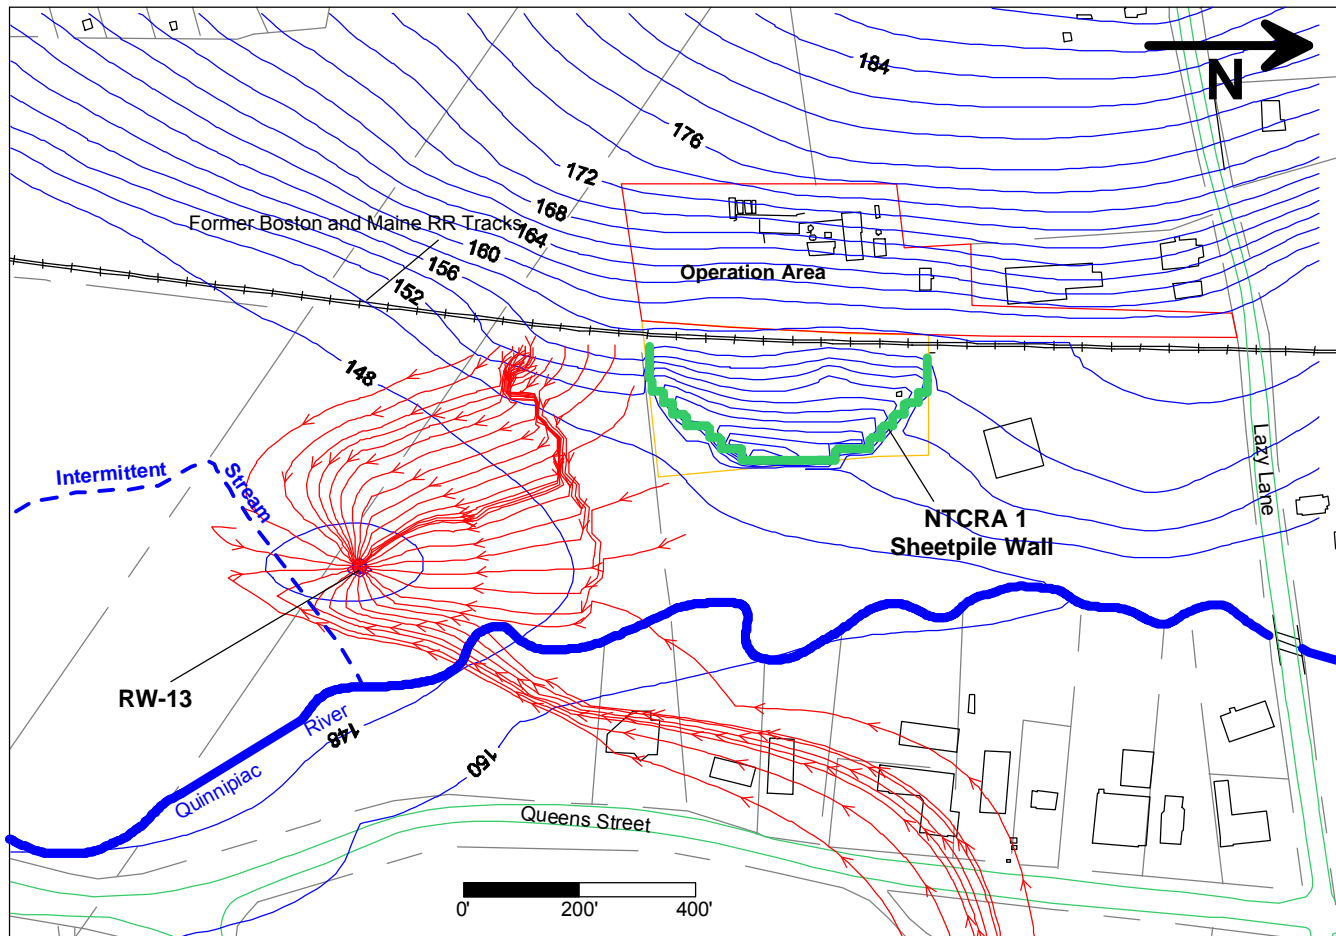 184
N
176
172
168
Former Boston and Maine RR Tracks
164
160
156
152
Operation Area
148
Intermittent
Stream
Lazy Lane
NTCRA 1
Sheetpile Wall
RW-13
River
148
Quinnipiac
150
Queens Street
0' 200' 400'